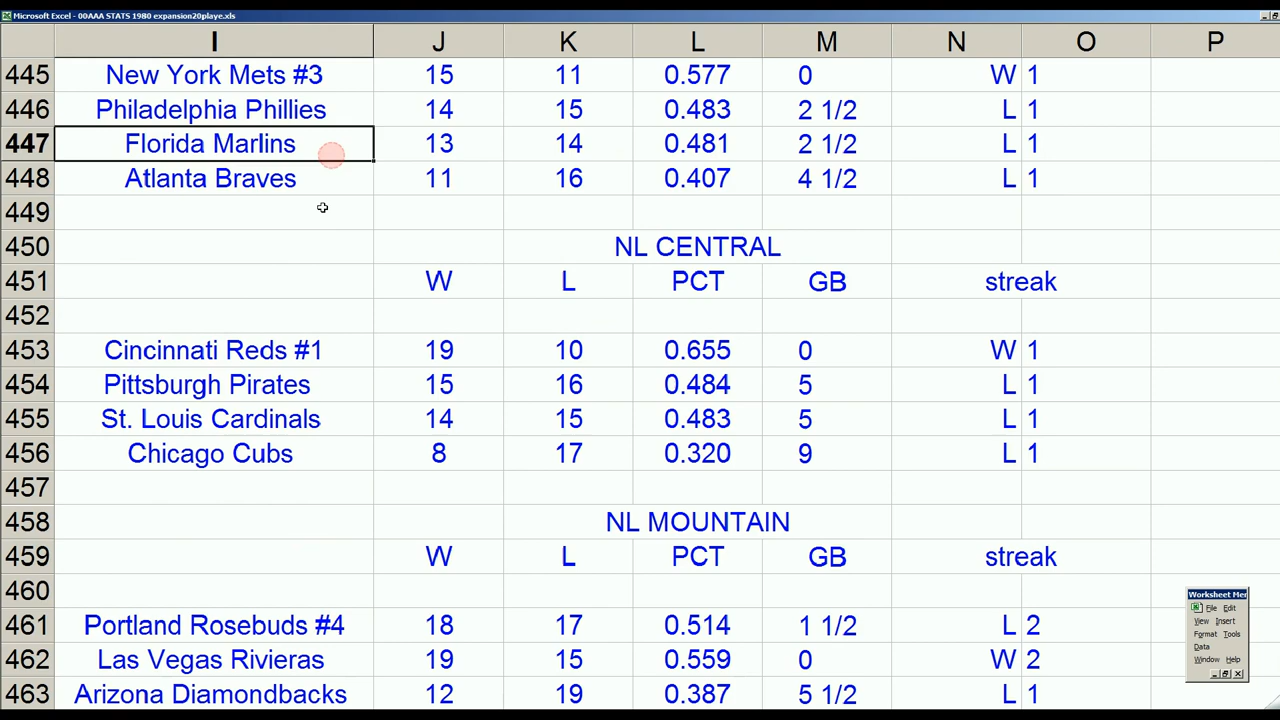 Microsoft Excel - 00AAA STATS 1980 expansion20playe.xls
I J K L M N O P
445 New York Mets #3 15 11 0.577 0 W 1
446 Philadelphia Phillies 14 15 0.483 2 1/2 L 1
447 Florida Marlins 13 14 0.481 2 1/2 L 1
448 Atlanta Braves 11 16 0.407 4 1/2 L 1
449
450 NL CENTRAL
451 W L PCT GB streak
452
453 Cincinnati Reds #1 19 10 0.655 0 W 1
454 Pittsburgh Pirates 15 16 0.484 5 L 1
455 St. Louis Cardinals 14 15 0.483 5 L 1
456 Chicago Cubs 8 17 0.320 9 L 1
457
458 NL MOUNTAIN
459 W L PCT GB streak
460
461 Portland Rosebuds #4 18 17 0.514 1 1/2 L 2
462 Las Vegas Rivieras 19 15 0.559 0 W 2
463 Arizona Diamondbacks 12 19 0.387 5 1/2 L 1
Worksheet Mer
File Edit
View Insert
Format Tools
Data
Window Help